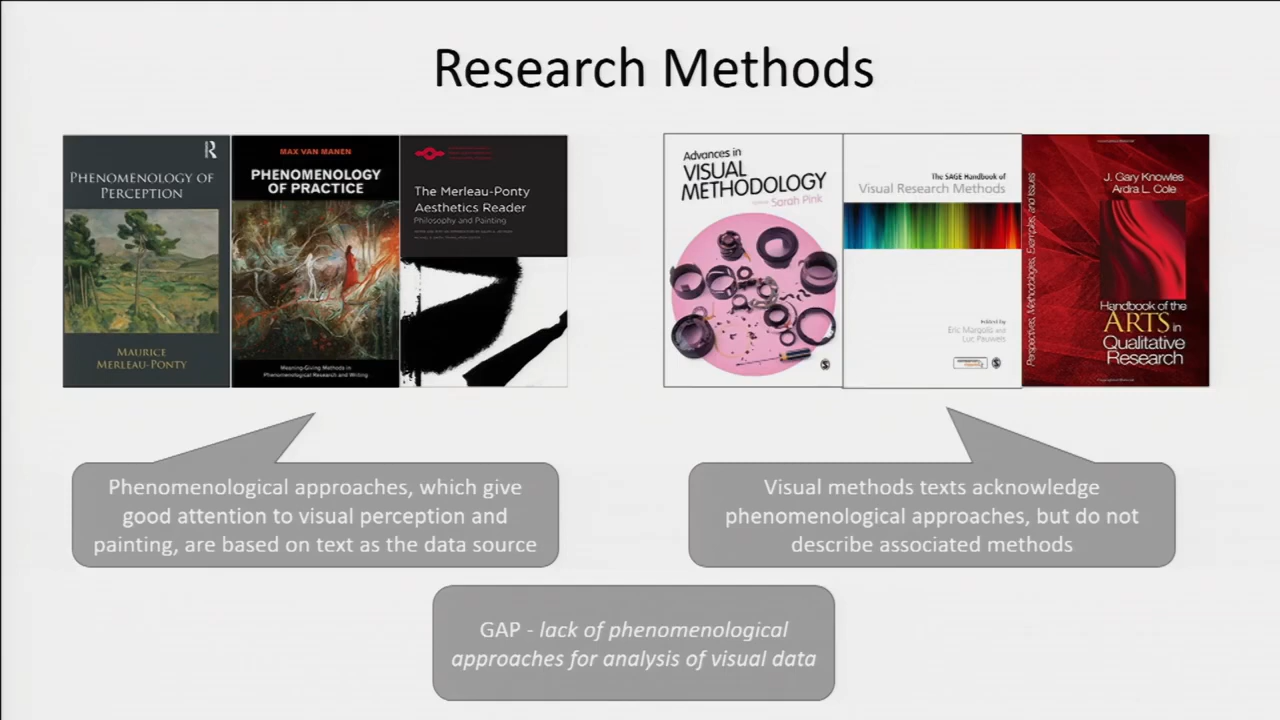 Research Methods
R
PHENOMENOLOGY OF
PERCEPTION
MAURICE
MERLEAU-PONTY
MAX VAN MANEN
PHENOMENOLOGY
OF PRACTICE
Meaning-Giving Methods in
Phenomenological Research and Writing
The Merleau-Ponty
Aesthetics Reader
Philosophy and Painting
Advances in
VISUAL
METHODOLOGY
Sarah Pink
The SAGE Handbook of
Visual Research Methods
Edited by
Eric Margolis and
Luc Pauwels
Perspectives, Methodologies, Examples, and Issues
J. Gary Knowles
Ardra L. Cole
Handbook of the
ARTS in
Qualitative
Research
Phenomenological approaches, which give
good attention to visual perception and
painting, are based on text as the data source
Visual methods texts acknowledge
phenomenological approaches, but do not
describe associated methods
GAP - lack of phenomenological
approaches for analysis of visual data